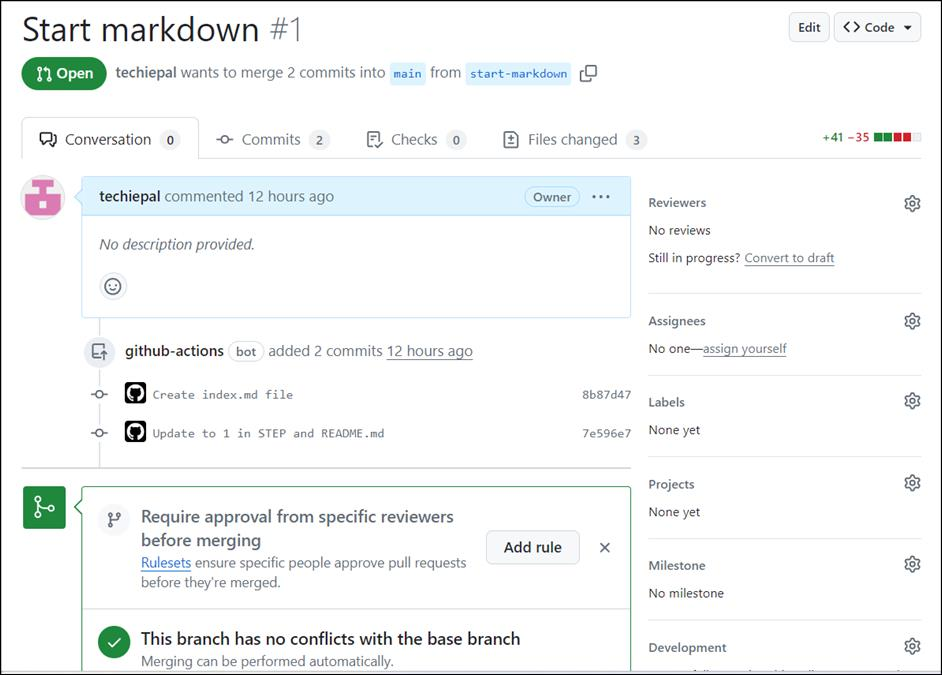 Start markdown #1
Edit
Code
Open
techiepal wants to merge 2 commits into main from start-markdown
Conversation 0
Commits 2
Checks 0
Files changed 3
+41 −35
techiepal commented 12 hours ago
Owner
No description provided.
github-actions bot added 2 commits 12 hours ago
Create index.md file 8b87d47
Update to 1 in STEP and README.md 7e596e7
Require approval from specific reviewers
before merging
Rulesets ensure specific people approve pull requests
before they're merged.
Add rule
This branch has no conflicts with the base branch
Merging can be performed automatically.
Reviewers
No reviews
Still in progress? Convert to draft
Assignees
No one—assign yourself
Labels
None yet
Projects
None yet
Milestone
No milestone
Development